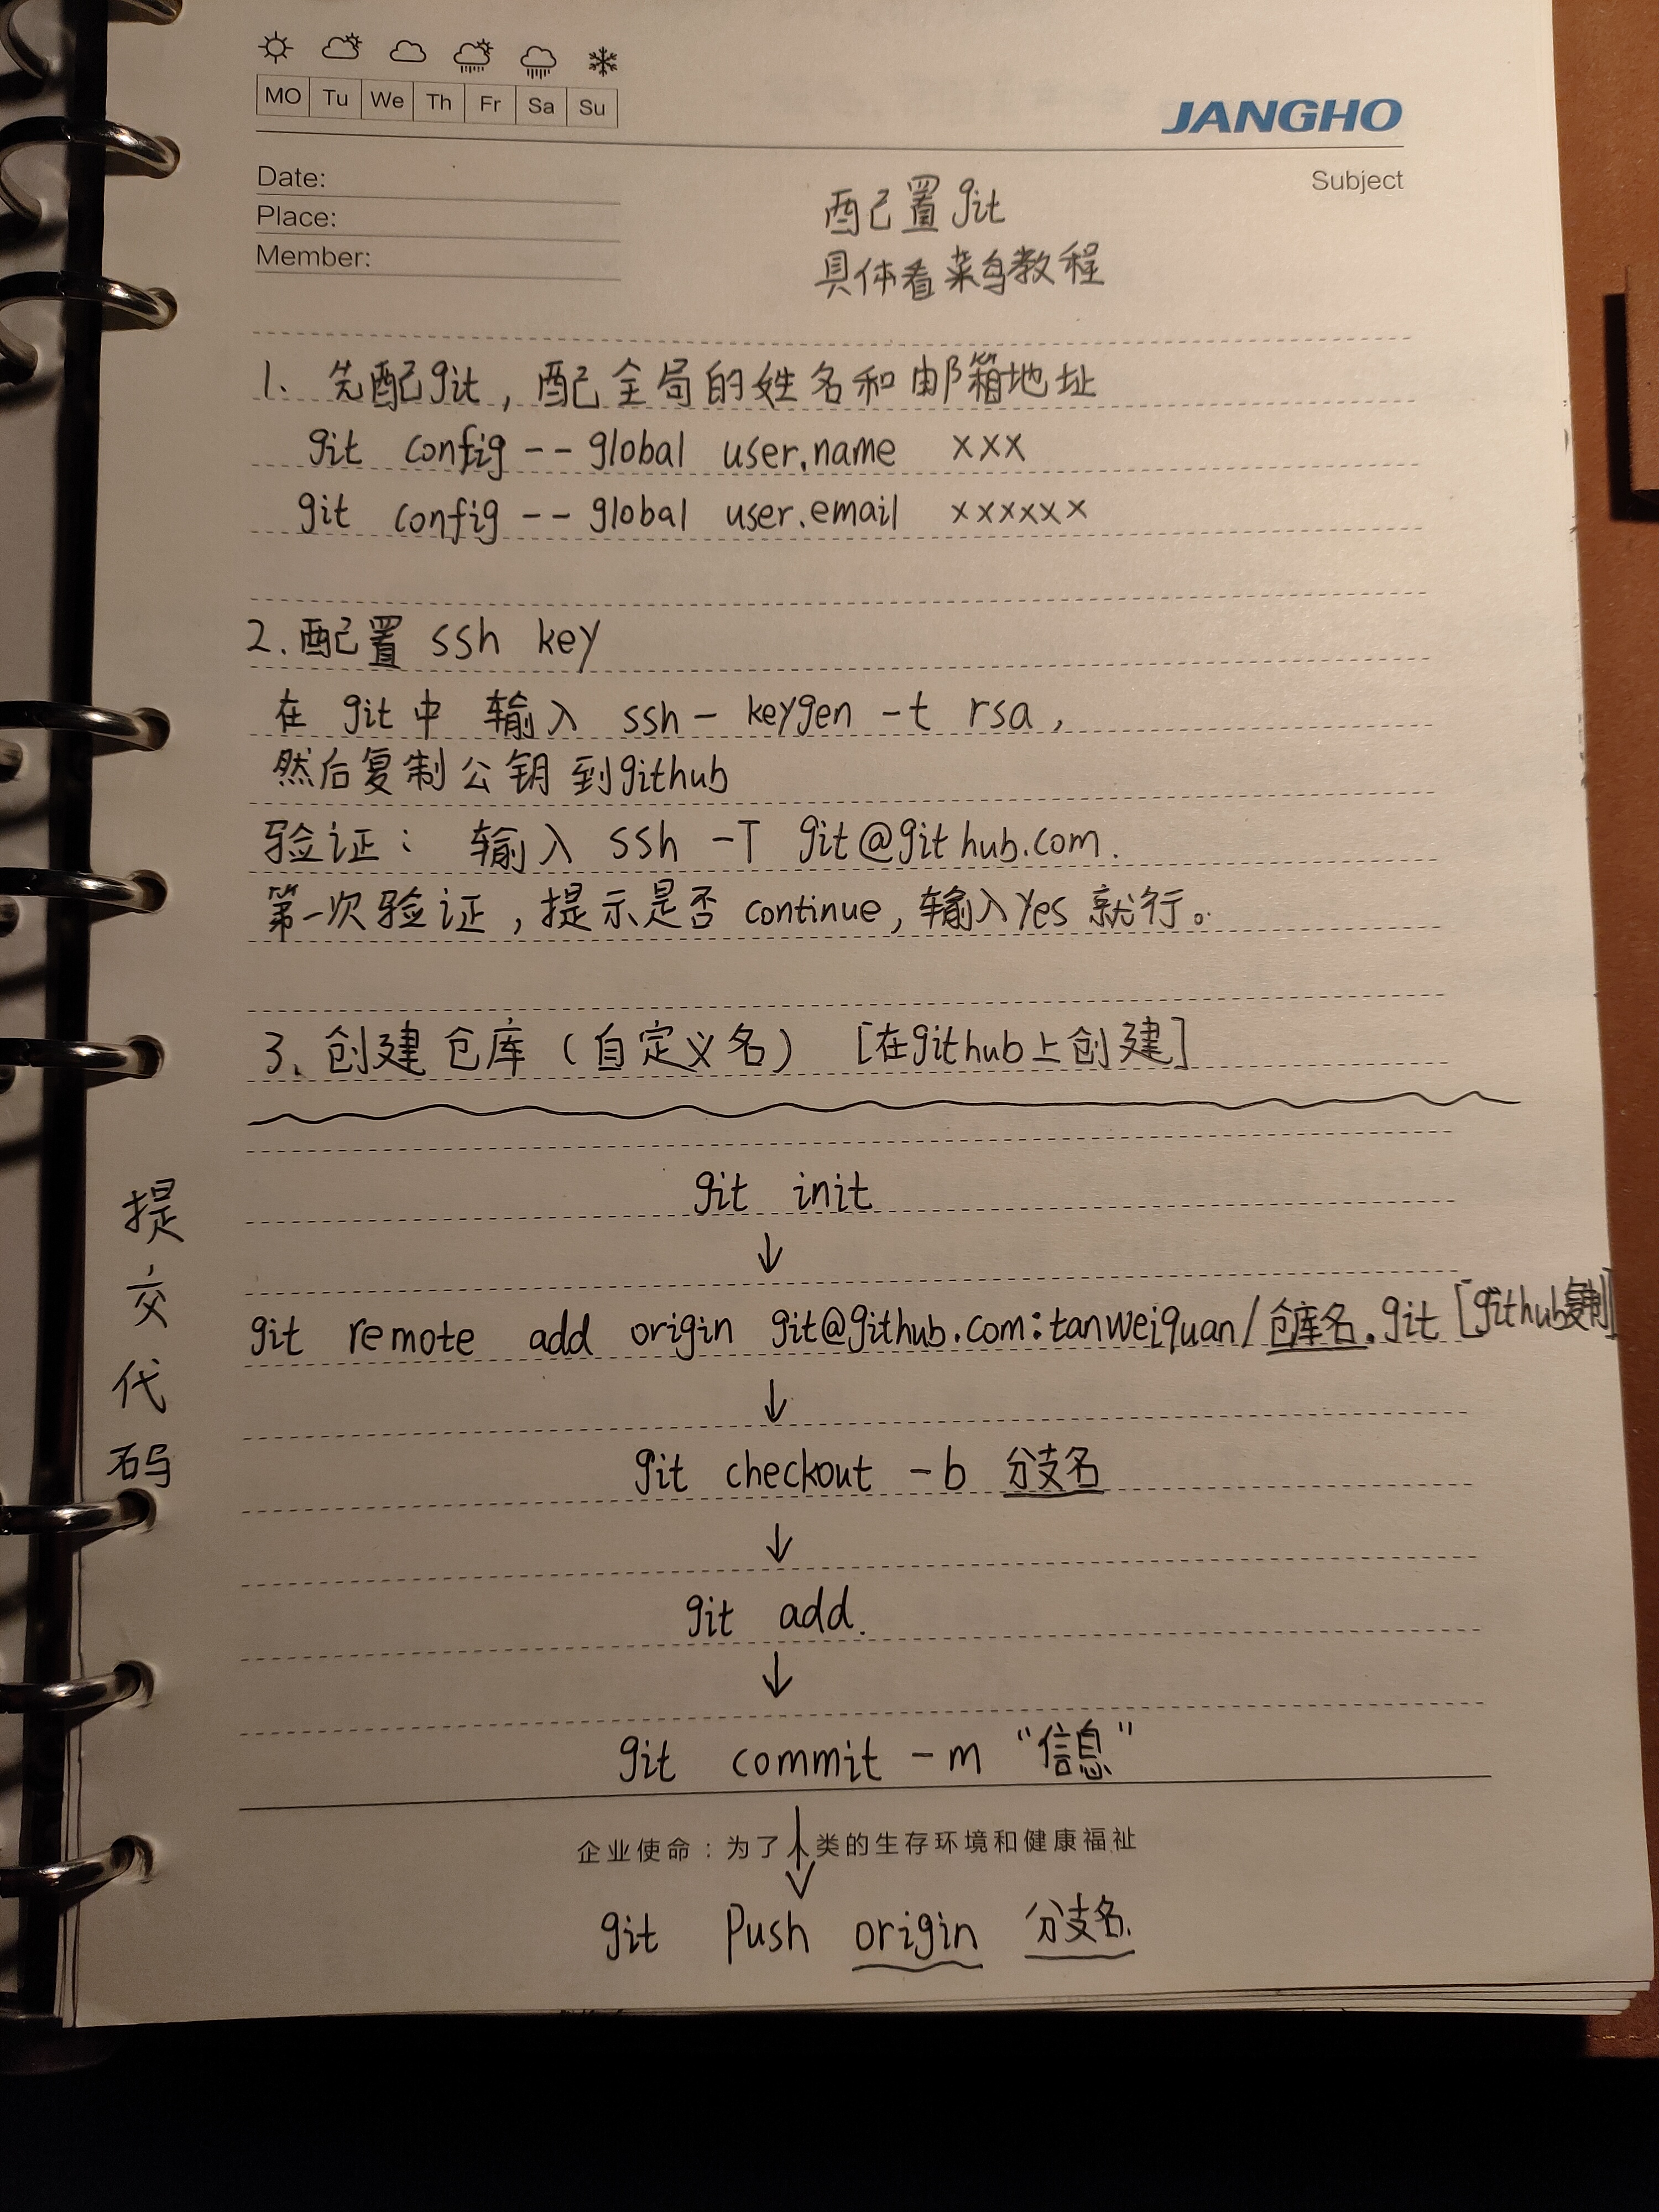 MO Tu We Th Fr Sa Su
JANGHO
Date:
Subject
Place:
Member:
配置git
具体看菜鸟教程
1、先配git，配全局的姓名和邮箱地址
git config -- global user.name xxx
git config -- global user.email xxxxxx
2.配置 ssh key
在 git 中 输入 ssh - keygen -t rsa，
然后复制公钥到github
验证： 输入 ssh -T git@github.com.
第一次验证，提示是否 continue，输入Yes 就行。
3、创建仓库（自定义名） [在github上创建]
提交代码
git init
↓
git remote add origin git@github.com:tanweiquan/仓库名.git [github复制]
↓
git checkout -b 分支名
↓
git add.
↓
git commit -m “信息”
↓
企业使命：为了人类的生存环境和健康福祉
git Push origin 分支名.